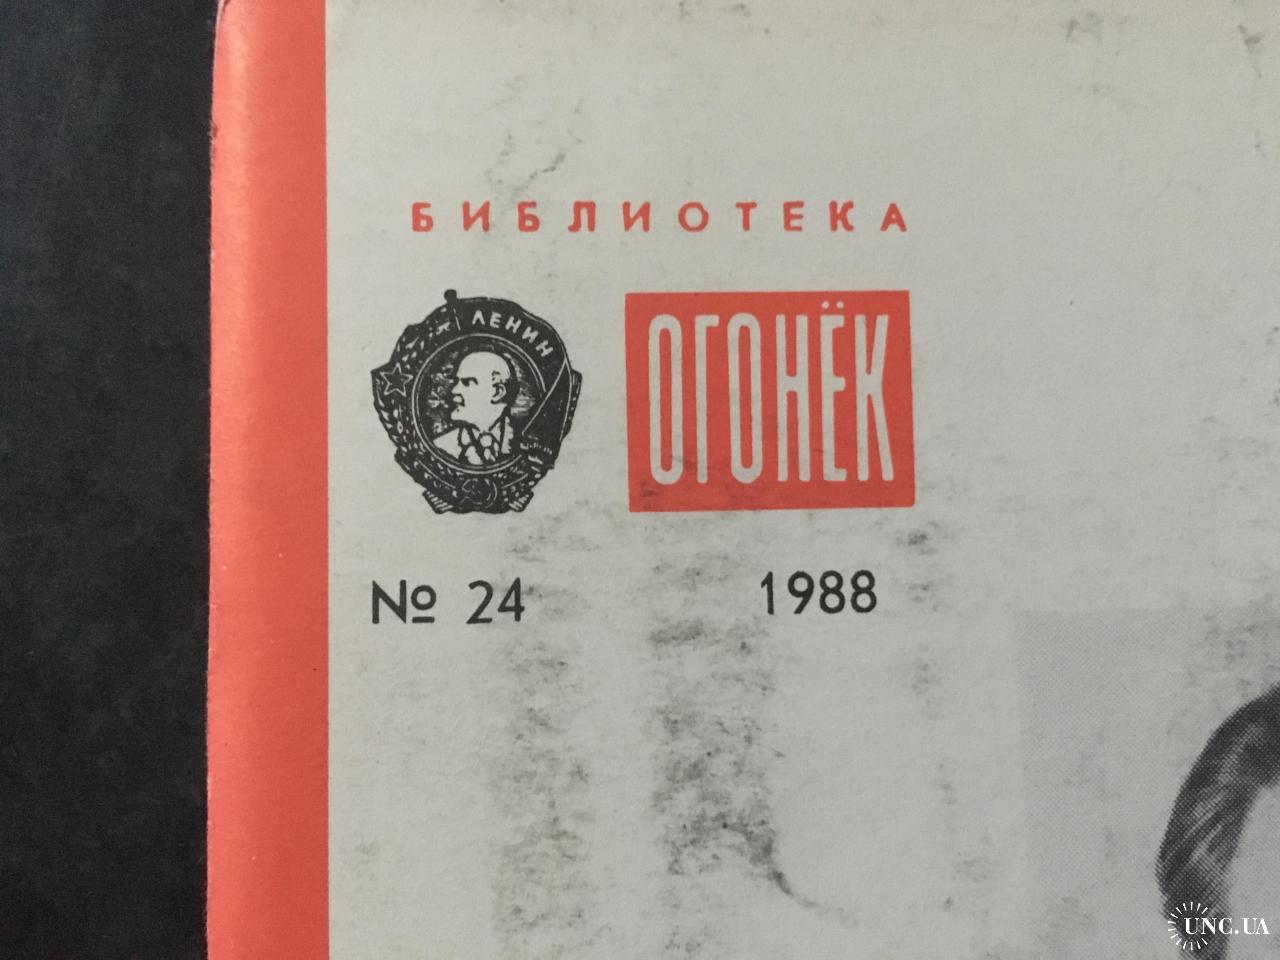 БИБЛИОТЕКА
ЛЕНИН
ОГОНЁК
№ 24
1988
UNC.UA